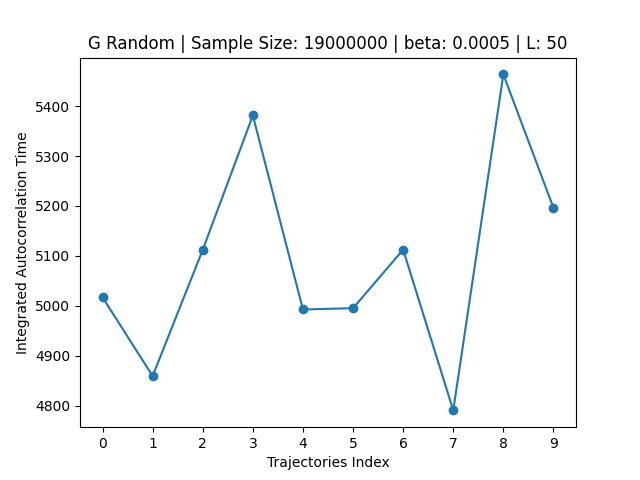 G Random | Sample Size: 19000000 | beta: 0.0005 | L: 50
Integrated Autocorrelation Time
5400
5300
5200
5100
5000
4900
4800
0 1 2 3 4 5 6 7 8 9
Trajectories Index